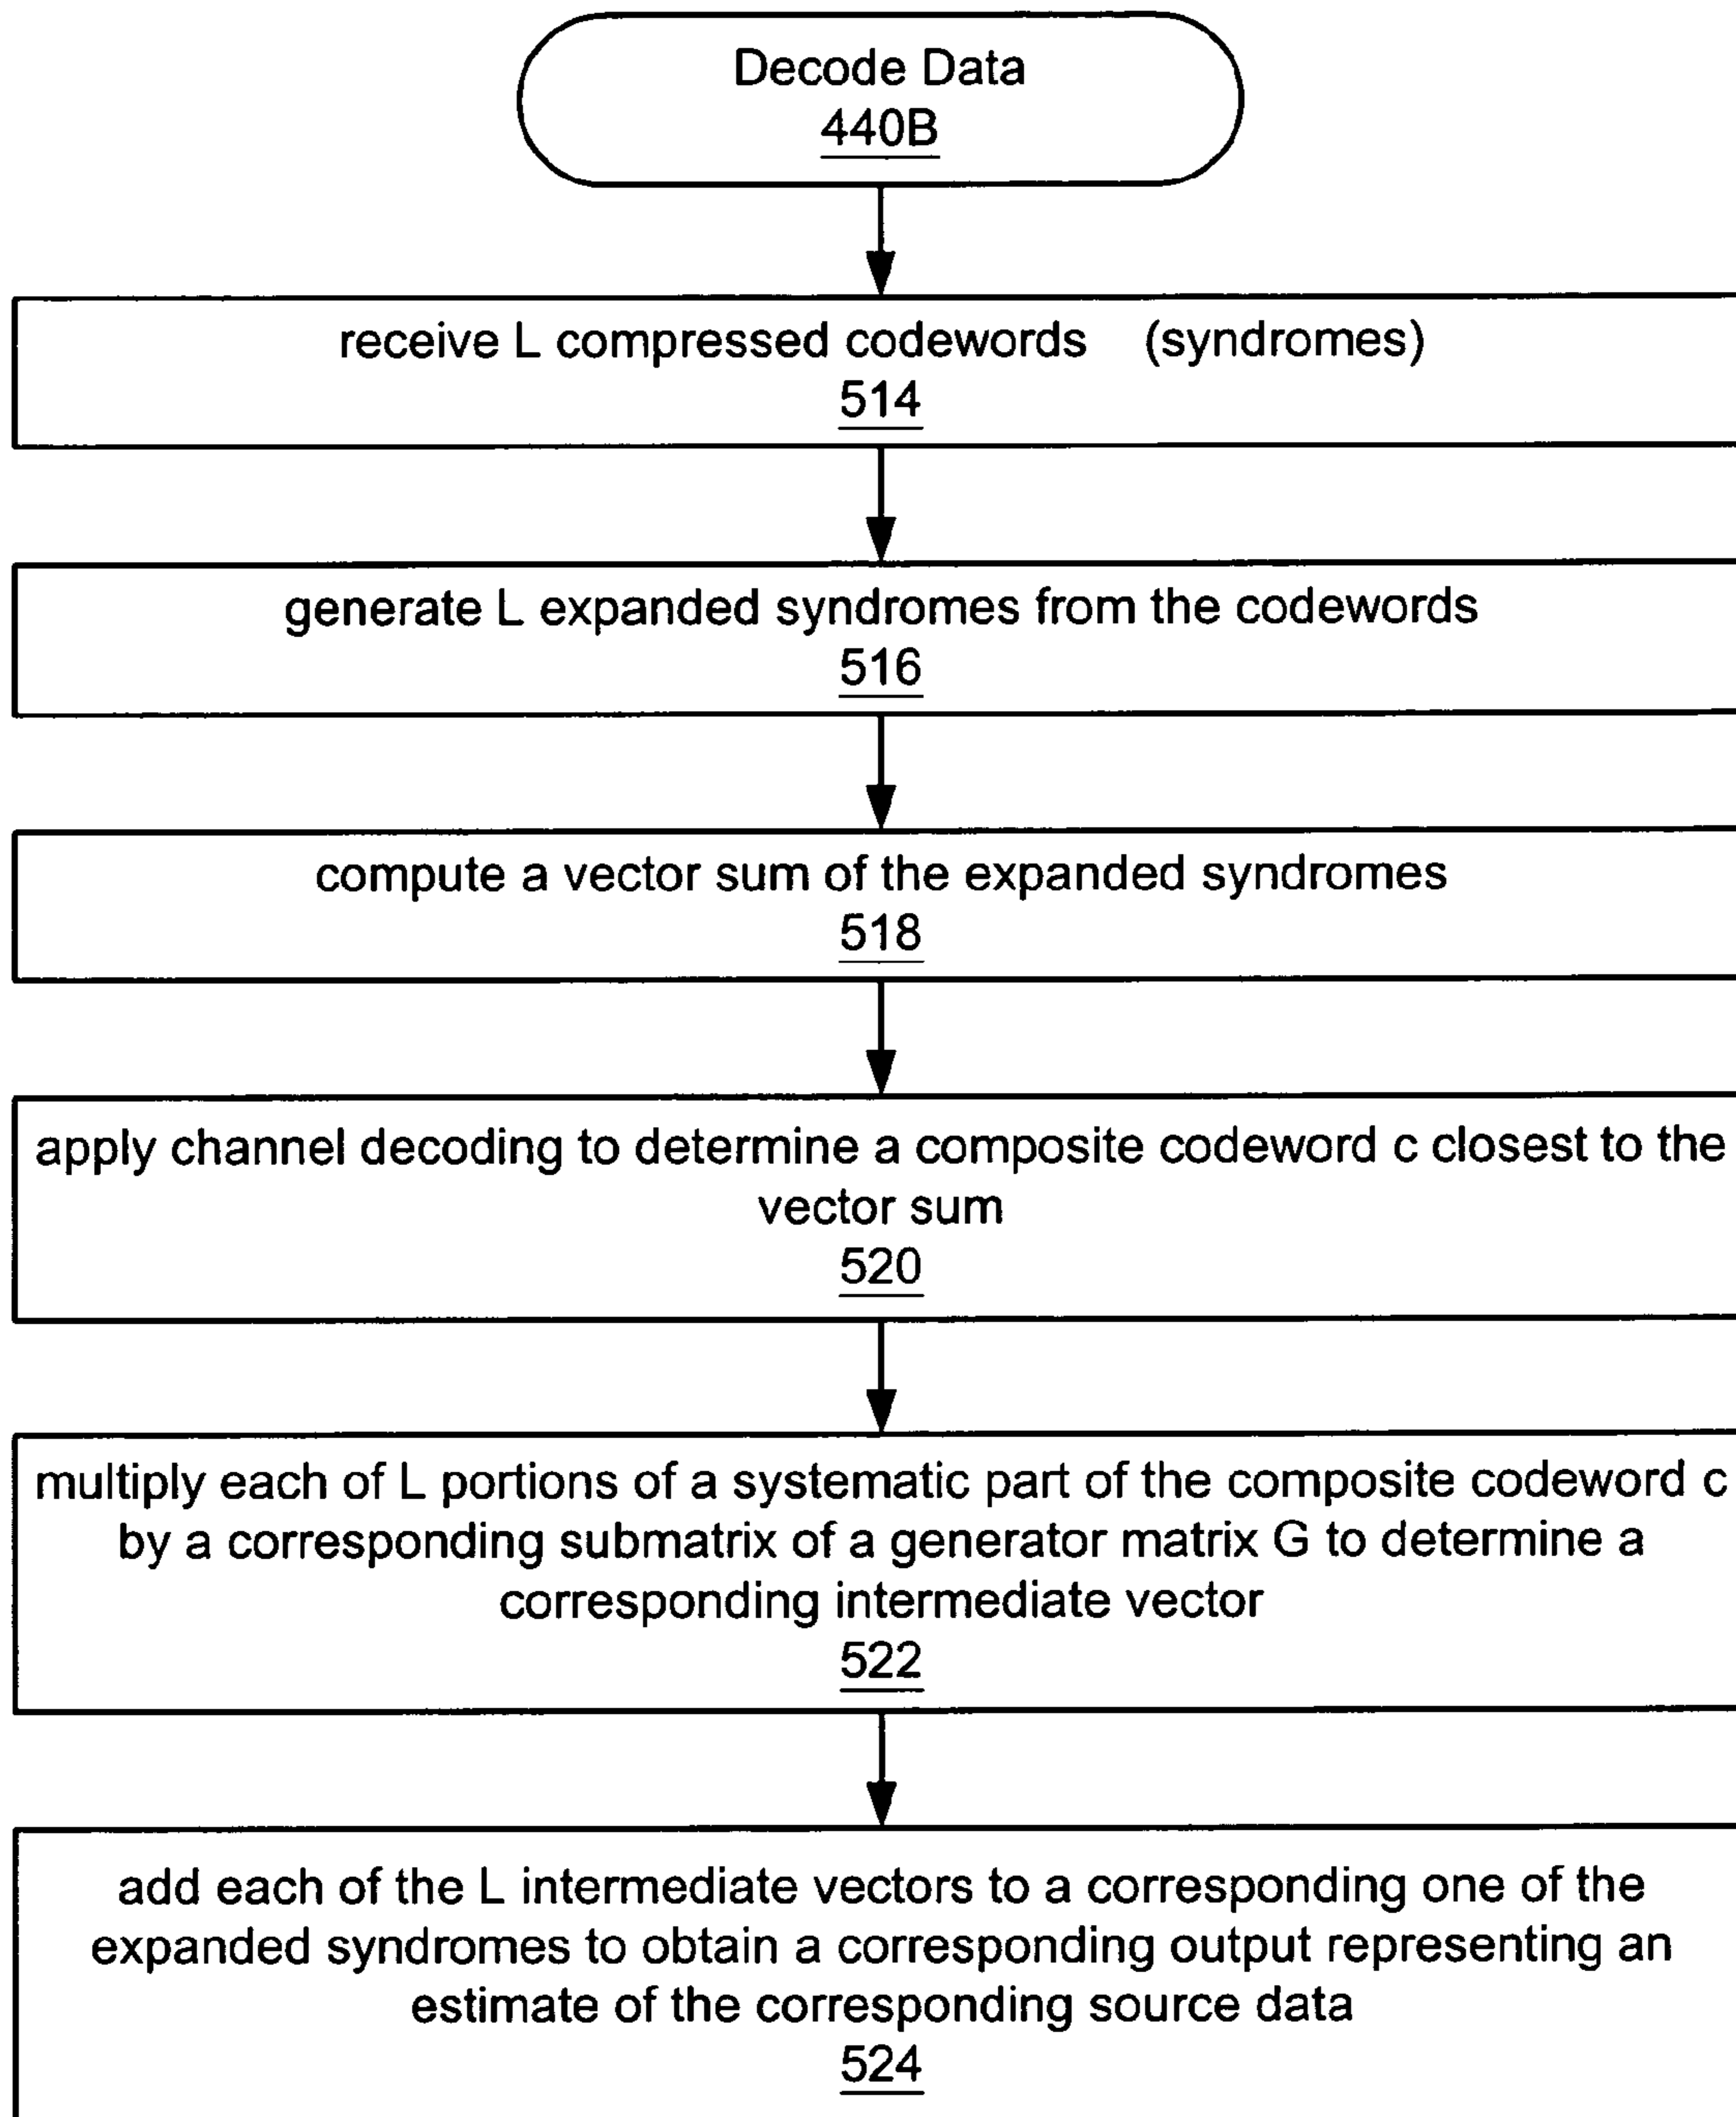 Decode Data
440B
receive L compressed codewords (syndromes)
514
generate L expanded syndromes from the codewords
516
compute a vector sum of the expanded syndromes
518
apply channel decoding to determine a composite codeword c closest to the
vector sum
520
multiply each of L portions of a systematic part of the composite codeword c
by a corresponding submatrix of a generator matrix G to determine a
corresponding intermediate vector
522
add each of the L intermediate vectors to a corresponding one of the
expanded syndromes to obtain a corresponding output representing an
estimate of the corresponding source data
524